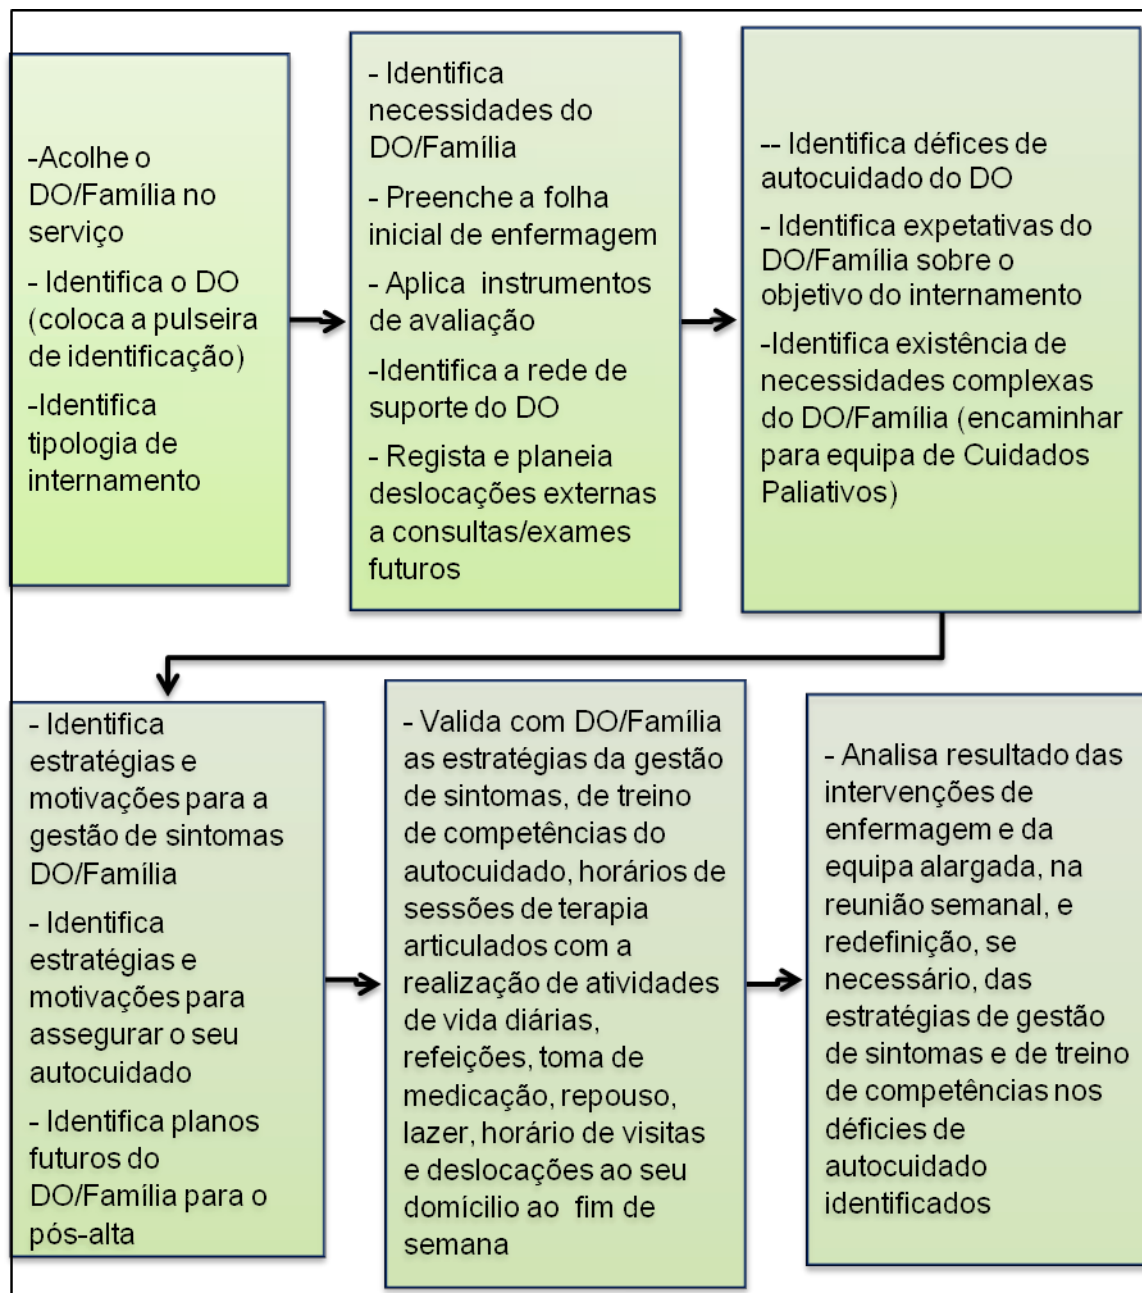 -Acolhe o
DO/Família no
serviço
- Identifica o DO
(coloca a pulseira
de identificação)
-Identifica
tipologia de
internamento
- Identifica
necessidades do
DO/Família
- Preenche a folha
inicial de enfermagem
- Aplica  instrumentos
de avaliação
-Identifica a rede de
suporte do DO
- Regista e planeia
deslocações externas
a consultas/exames
futuros
-- Identifica défices de
autocuidado do DO
- Identifica expetativas do
DO/Família sobre o
objetivo do internamento
-Identifica existência de
necessidades complexas
do DO/Família (encaminhar
para equipa de Cuidados
Paliativos)
- Identifica
estratégias e
motivações para a
gestão de sintomas
DO/Família
- Identifica
estratégias e
motivações para
assegurar o seu
autocuidado
- Identifica planos
futuros do
DO/Família para o
pós-alta
- Valida com DO/Família
as estratégias da gestão
de sintomas, de treino
de competências do
autocuidado, horários de
sessões de terapia
articulados com a
realização de atividades
de vida diárias,
refeições, toma de
medicação, repouso,
lazer, horário de visitas
e deslocações ao seu
domícilio ao  fim de
semana
- Analisa resultado das
intervenções de
enfermagem e da
equipa alargada, na
reunião semanal, e
redefinição, se
necessário, das
estratégias de gestão
de sintomas e de treino
de competências nos
déficies de
autocuidado
identificados